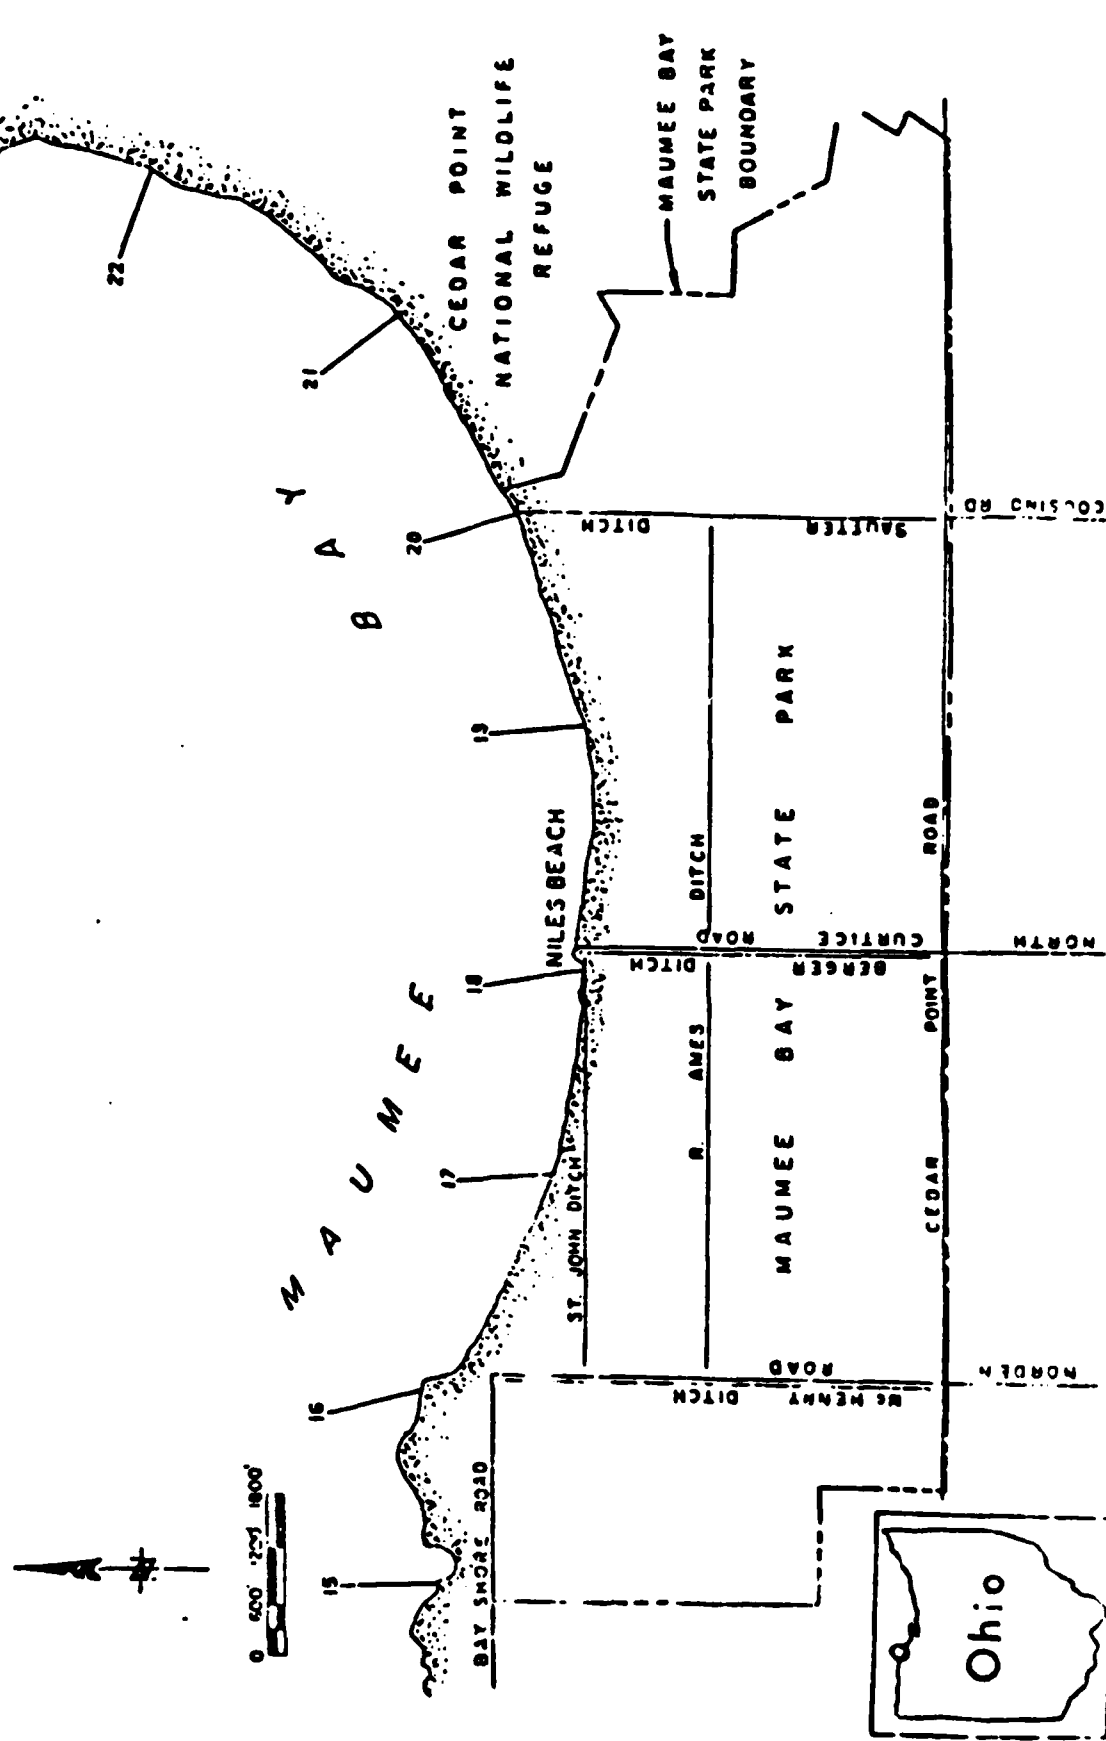 MAUMEE BAY
22
21
20
19
18
17
16
15
CEDAR POINT
NATIONAL WILDLIFE
REFUGE
MAUMEE BAY
STATE PARK
BOUNDARY
NILES BEACH
0 600' 1200' 1800'
BAY SHORE ROAD
ST. JOHN DITCH
R. AMES DITCH
MAUMEE BAY STATE PARK
CEDAR POINT ROAD
SAUTTER DITCH
COUSINO RD
NORTH CURTICE ROAD
BERGER DITCH
NORDEN ROAD
McHENRY DITCH
Ohio